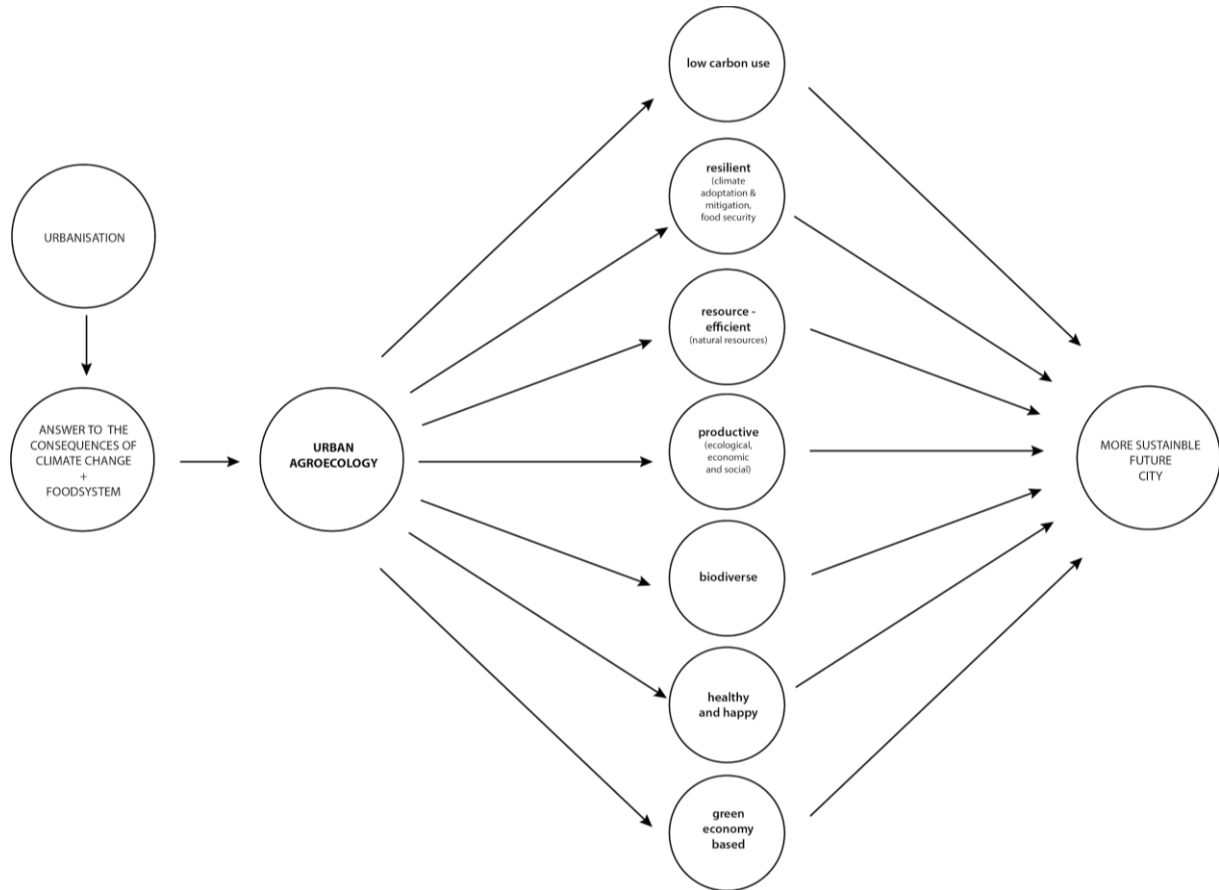 low carbon use
resilient
(climate
adoptation &
mitigation,
food security
URBANISATION
resource -
efficient
(natural resources)
ANSWER TO THE
CONSEQUENCES OF
CLIMATE CHANGE
+
FOODSYSTEM
URBAN
AGROECOLOGY
productive
(ecological,
economic
and social)
MORE SUSTAINBLE
FUTURE
CITY
biodiverse
healthy
and happy
green
economy
based